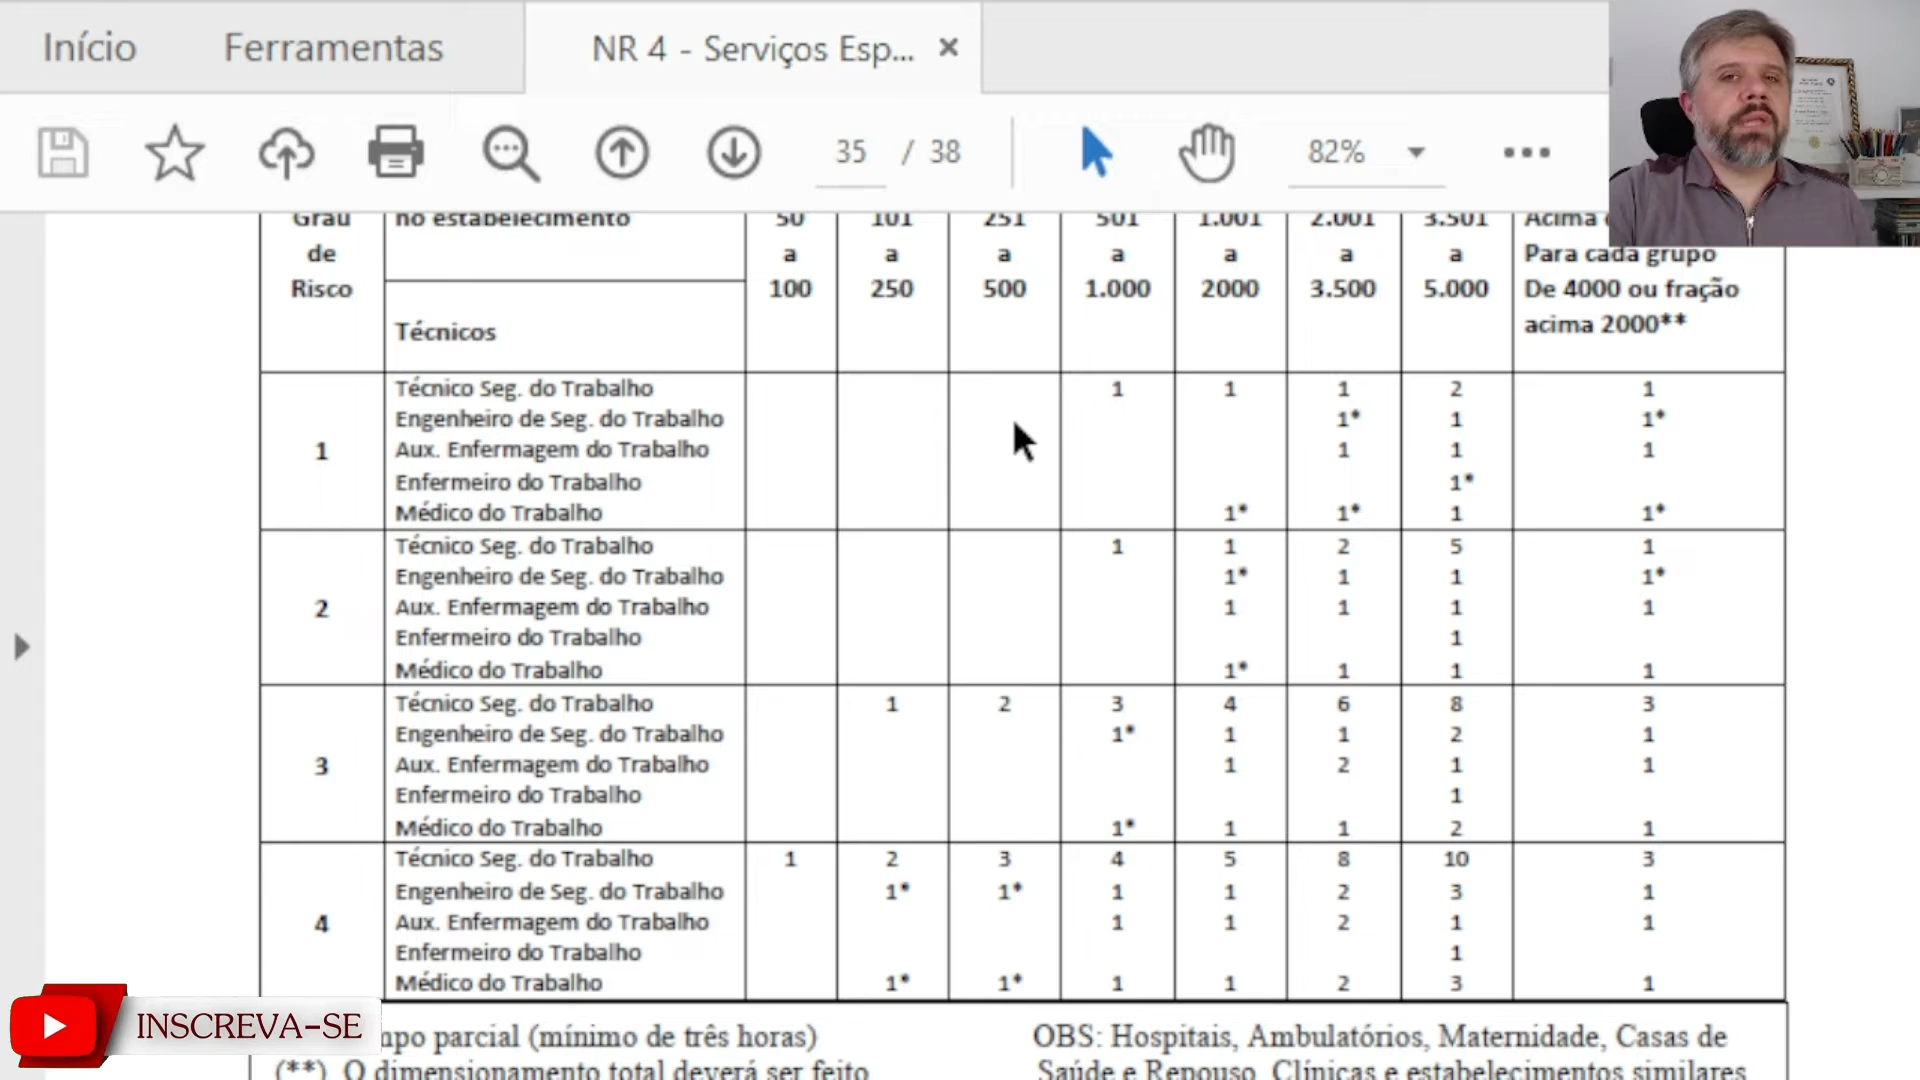 Início Ferramentas NR 4 - Serviços Esp...
35 / 38 82%
Grau no estabelecimento 50 101 251 501 1.001 2.001 3.501 Acima
de a a a a a a a Para cada grupo
Risco 100 250 500 1.000 2000 3.500 5.000 De 4000 ou fração
Técnicos acima 2000**
Técnico Seg. do Trabalho 1 1 1 2 1
Engenheiro de Seg. do Trabalho 1* 1 1*
1 Aux. Enfermagem do Trabalho 1 1 1
Enfermeiro do Trabalho 1*
Médico do Trabalho 1* 1* 1 1*
Técnico Seg. do Trabalho 1 1 2 5 1
Engenheiro de Seg. do Trabalho 1* 1 1 1*
2 Aux. Enfermagem do Trabalho 1 1 1 1
Enfermeiro do Trabalho 1
Médico do Trabalho 1* 1 1 1
Técnico Seg. do Trabalho 1 2 3 4 6 8 3
Engenheiro de Seg. do Trabalho 1* 1 1 2 1
3 Aux. Enfermagem do Trabalho 1 2 1 1
Enfermeiro do Trabalho 1
Médico do Trabalho 1* 1 1 2 1
Técnico Seg. do Trabalho 1 2 3 4 5 8 10 3
Engenheiro de Seg. do Trabalho 1* 1* 1 1 2 3 1
4 Aux. Enfermagem do Trabalho 1 1 2 1 1
Enfermeiro do Trabalho 1
Médico do Trabalho 1* 1* 1 1 2 3 1
INSCREVA-SE
mpo parcial (mínimo de três horas) OBS: Hospitais, Ambulatórios, Maternidade, Casas de
(**) O dimensionamento total deverá ser feito Saúde e Repouso, Clínicas e estabelecimentos similares